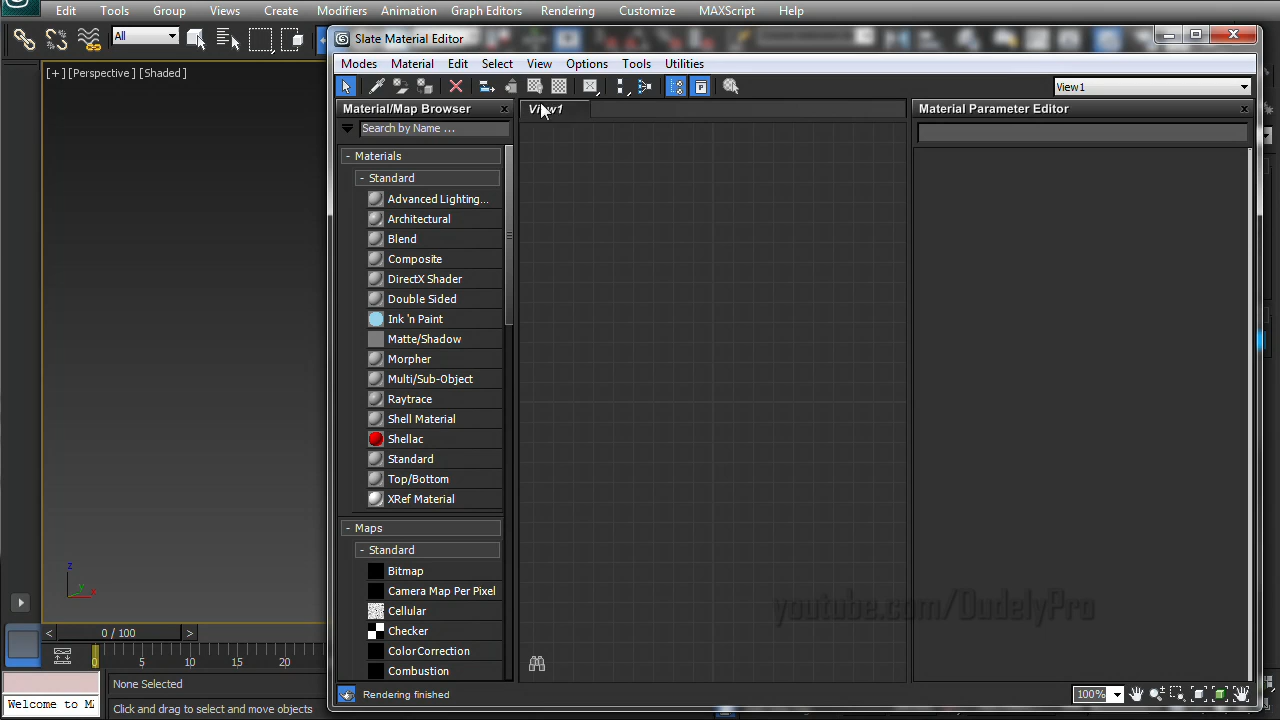 Edit Tools Group Views Create Modifiers Animation Graph Editors Rendering Customize MAXScript Help
All
Slate Material Editor
[+] [Perspective] [Shaded]
Modes Material Edit Select View Options Tools Utilities
P
View1
Material/Map Browser
View1
Material Parameter Editor
Search by Name ...
- Materials
- Standard
Advanced Lighting...
Architectural
Blend
Composite
DirectX Shader
Double Sided
Ink 'n Paint
Matte/Shadow
Morpher
Multi/Sub-Object
Raytrace
Shell Material
Shellac
Standard
Top/Bottom
XRef Material
- Maps
- Standard
Bitmap
Camera Map Per Pixel
Cellular
Checker
ColorCorrection
Combustion
z
y
x
youtube.com/OudelyPro
< 0 / 100 >
0 5 10 15 20
None Selected
Rendering finished
100%
Welcome to M
Click and drag to select and move objects